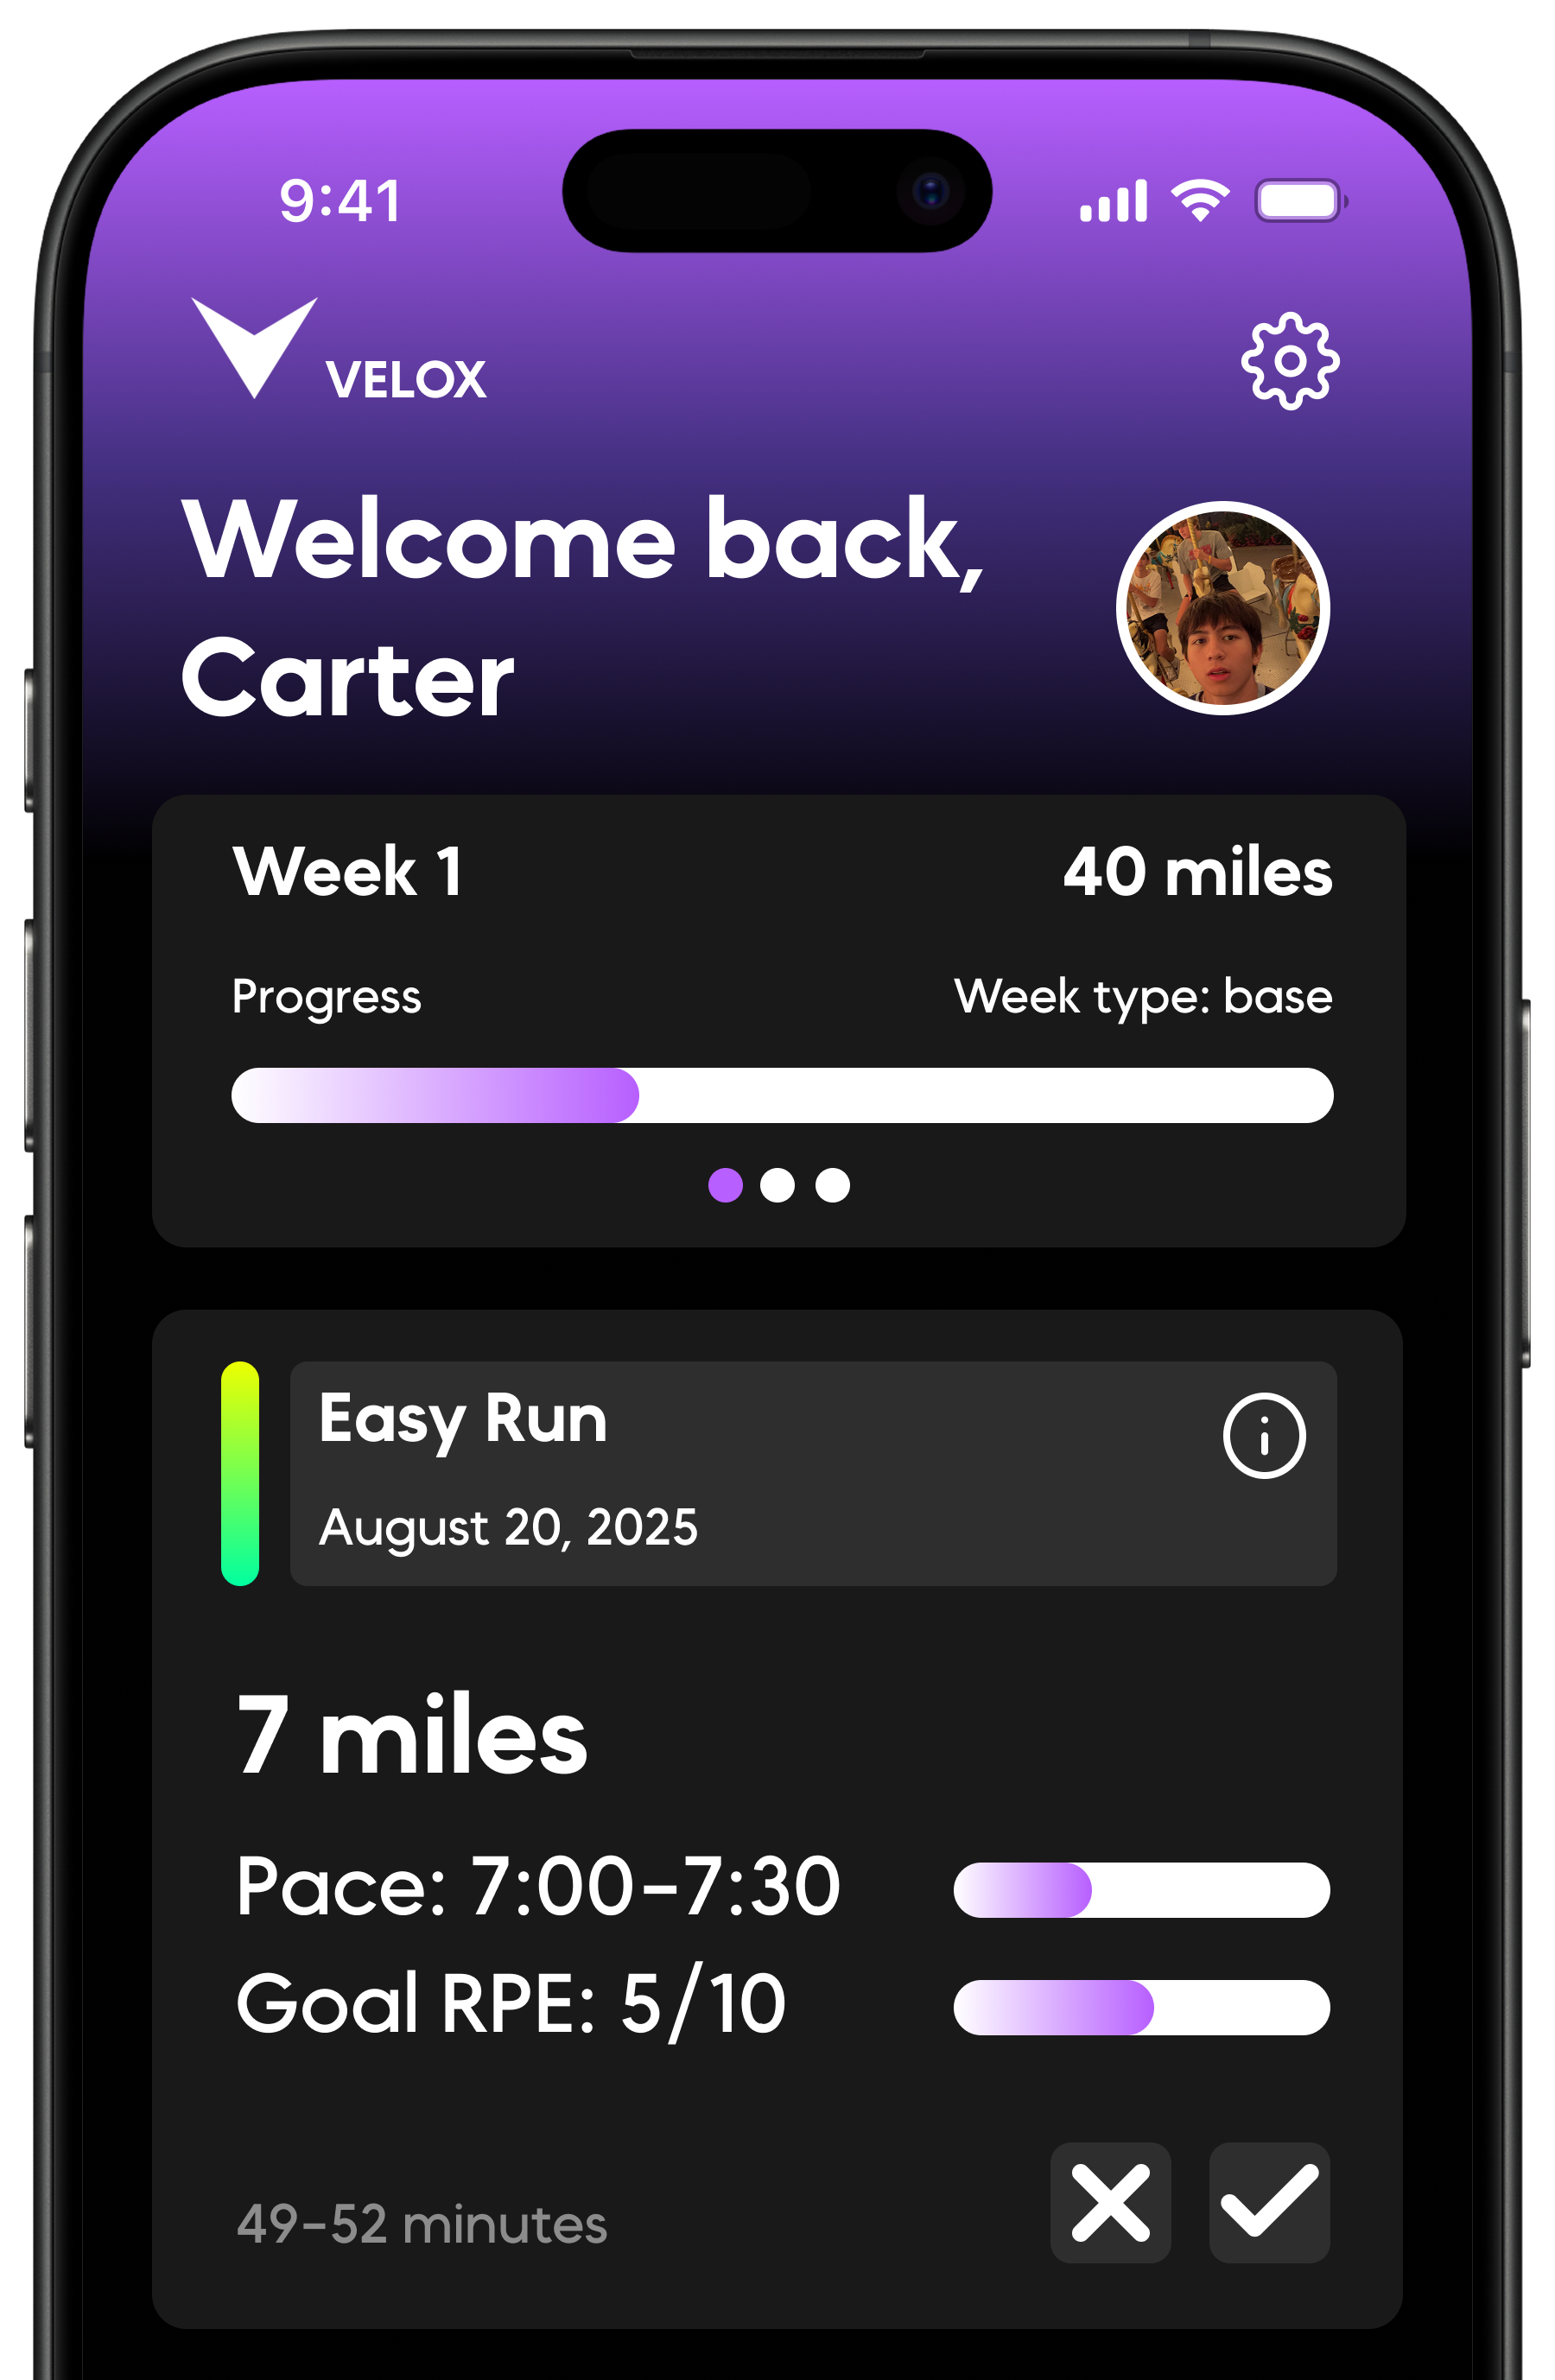 9:41
VELOX
Welcome back,
Carter
Week 1
40 miles
Progress
Week type: base
Easy Run
August 20, 2025
7 miles
Pace: 7:00-7:30
Goal RPE: 5/10
49-52 minutes